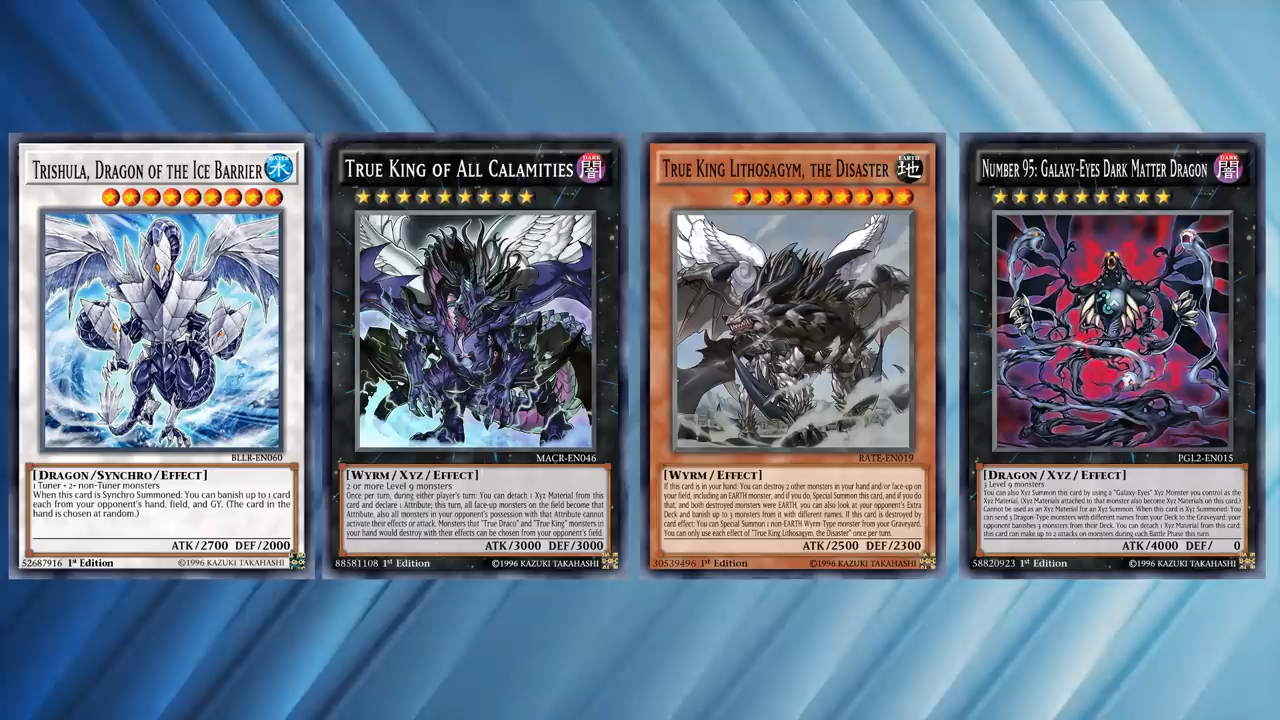 TRISHULA, DRAGON OF THE ICE BARRIER
WATER
水
BLLR-EN060
[DRAGON/SYNCHRO/EFFECT]
1 Tuner + 2+ non-Tuner monsters
When this card is Synchro Summoned: You can banish up to 1 card
each from your opponent's hand, field, and GY. (The card in the
hand is chosen at random.)
ATK/2700 DEF/2000
52687916 1st Edition ©1996 KAZUKI TAKAHASHI
TRUE KING OF ALL CALAMITIES
DARK
闇
MACR-EN046
[WYRM/XYZ/EFFECT]
2 or more Level 9 monsters
Once per turn, during either player's turn: You can detach 1 Xyz Material from this
card and declare 1 Attribute; this turn, all face-up monsters on the field become that
Attribute, also all monsters in your opponent's possession with that Attribute cannot
activate their effects or attack. Monsters that "True Draco" and "True King" monsters in
your hand would destroy with their effects can be chosen from your opponent's field.
ATK/3000 DEF/3000
88581108 1st Edition ©1996 KAZUKI TAKAHASHI
TRUE KING LITHOSAGYM, THE DISASTER
EARTH
地
RATE-EN019
[WYRM/EFFECT]
If this card is in your hand: You can destroy 2 other monsters in your hand and/or face-up on
your field, including an EARTH monster, and if you do, Special Summon this card, and if you do
that, and both destroyed monsters were EARTH, you can also look at your opponent's Extra
Deck and banish up to 3 monsters from it with different names. If this card is destroyed by
card effect: You can Special Summon 1 non-EARTH Wyrm-Type monster from your Graveyard.
You can only use each effect of "True King Lithosagym, the Disaster" once per turn.
ATK/2500 DEF/2300
30539496 1st Edition ©1996 KAZUKI TAKAHASHI
NUMBER 95: GALAXY-EYES DARK MATTER DRAGON
DARK
闇
PGL2-EN015
[DRAGON/XYZ/EFFECT]
3 Level 9 monsters
You can also Xyz Summon this card by using a "Galaxy-Eyes" Xyz Monster you control as the
Xyz Material. (Xyz Materials attached to that monster also become Xyz Materials on this card.)
Cannot be used as an Xyz Material for an Xyz Summon. When this card is Xyz Summoned: You
can send 3 Dragon-Type monsters with different names from your Deck to the Graveyard; your
opponent banishes 3 monsters from their Deck. You can detach 1 Xyz Material from this card;
this card can make up to 2 attacks on monsters during each Battle Phase this turn.
ATK/4000 DEF/ 0
58820923 1st Edition ©1996 KAZUKI TAKAHASHI